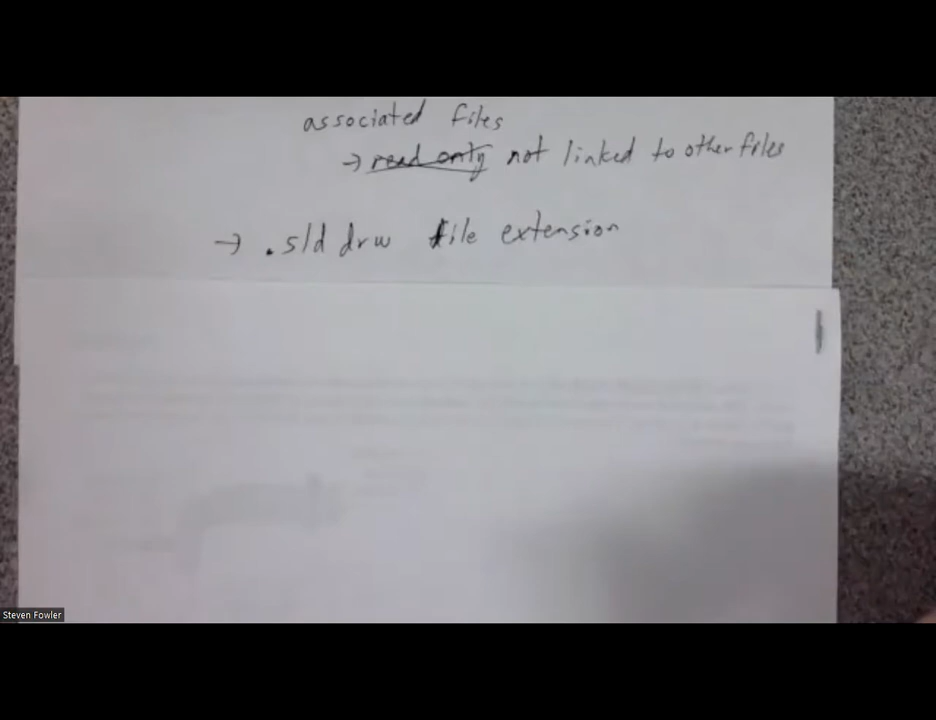 associated files
→ read only not linked to other files
→ .slddrw file extension
Steven Fowler